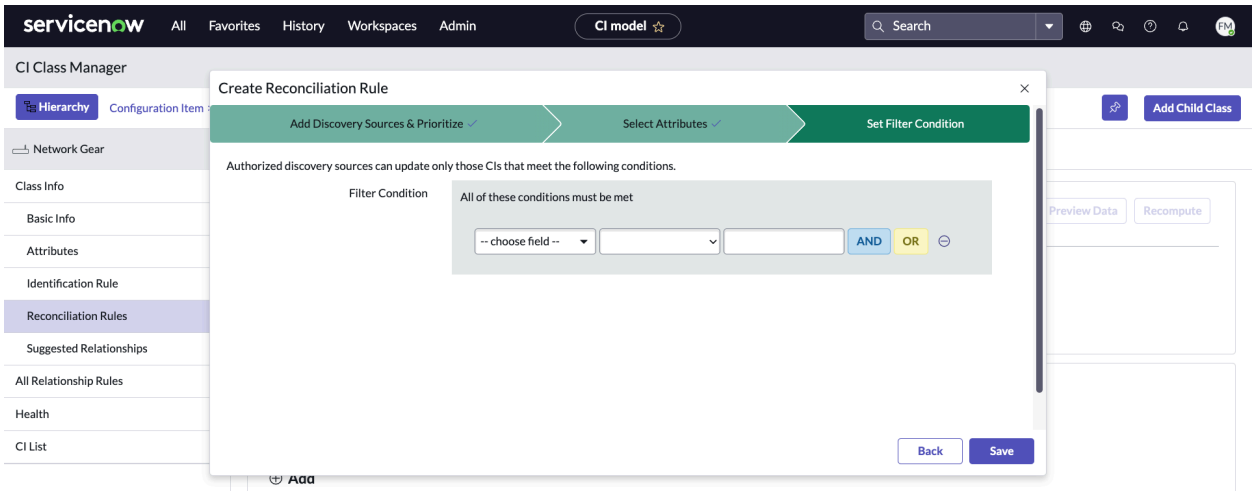 servicenow All Favorites History Workspaces Admin CI model Search FM
CI Class Manager
Hierarchy Configuration Item Add Child Class
Create Reconciliation Rule
Add Discovery Sources & Prioritize Select Attributes Set Filter Condition
Network Gear
Authorized discovery sources can update only those CIs that meet the following conditions.
Class Info
Filter Condition All of these conditions must be met
Preview Data Recompute
Basic Info
-- choose field -- AND OR
Attributes
Identification Rule
Reconciliation Rules
Suggested Relationships
All Relationship Rules
Health
CI List
Back Save
Add